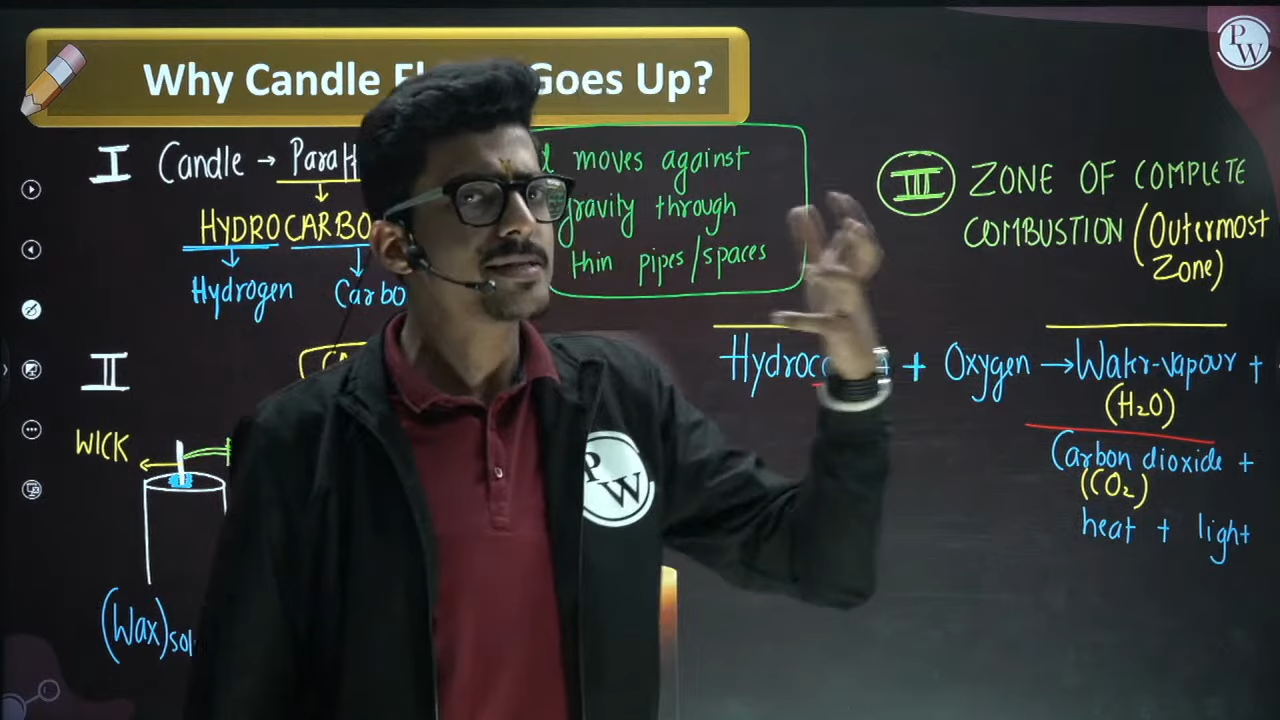 Why Candle Goes Up?
PW
I Candle → Paraff
HYDROCARBO
Hydrogen Carbo
moves against
gravity through
thin pipes/spaces
III ZONE OF COMPLETE
COMBUSTION (Outermost
Zone)
+ Oxygen → Water-vapour +
(H₂O)
Carbon dioxide +
(CO₂)
heat + light
II
WICK
(Wax)sol
PW